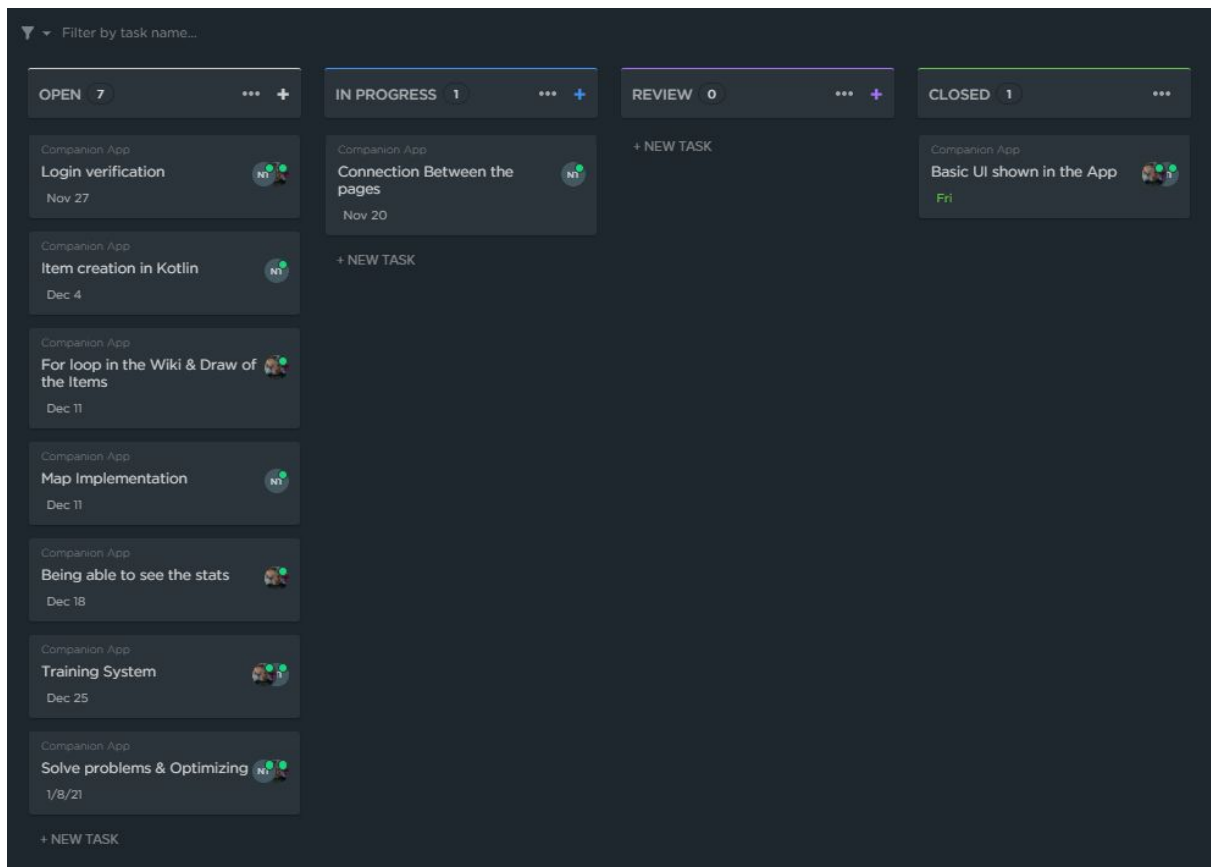 Filter by task name...
OPEN 7
Companion App
Login verification
Nov 27
Companion App
Item creation in Kotlin
Dec 4
Companion App
For loop in the Wiki & Draw of
the Items
Dec 11
Companion App
Map Implementation
Dec 11
Companion App
Being able to see the stats
Dec 18
Companion App
Training System
Dec 25
Companion App
Solve problems & Optimizing
1/8/21
+ NEW TASK
IN PROGRESS 1
Companion App
Connection Between the
pages
Nov 20
+ NEW TASK
REVIEW 0
+ NEW TASK
CLOSED 1
Companion App
Basic UI shown in the App
Fri